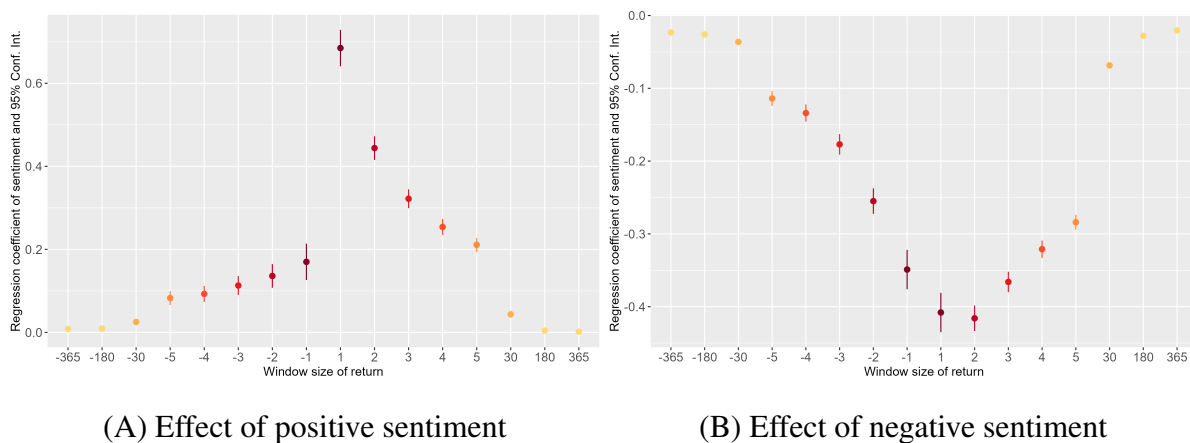 Regression coefficient of sentiment and 95% Conf. Int.
0.6
0.4
0.2
0.0
-365 -180 -30 -5 -4 -3 -2 -1 1 2 3 4 5 30 180 365
Window size of return
(A) Effect of positive sentiment
Regression coefficient of sentiment and 95% Conf. Int.
0.0
-0.1
-0.2
-0.3
-0.4
-365 -180 -30 -5 -4 -3 -2 -1 1 2 3 4 5 30 180 365
Window size of return
(B) Effect of negative sentiment